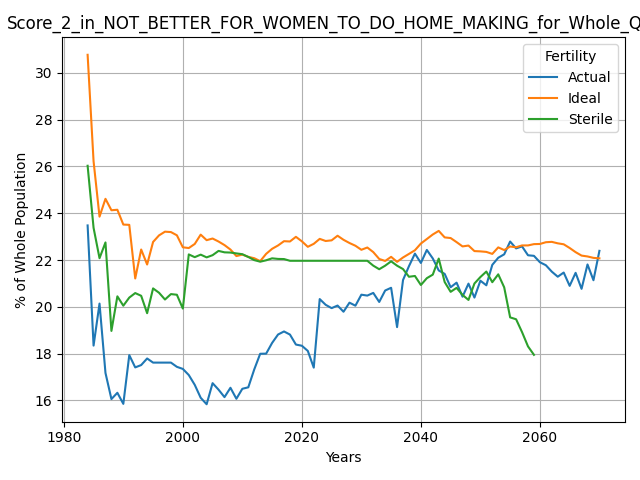 Score_2_in_NOT_BETTER_FOR_WOMEN_TO_DO_HOME_MAKING_for_Whole_Q
Fertility
Actual
Ideal
Sterile
% of Whole Population
30
28
26
24
22
20
18
16
1980
2000
2020
2040
2060
Years